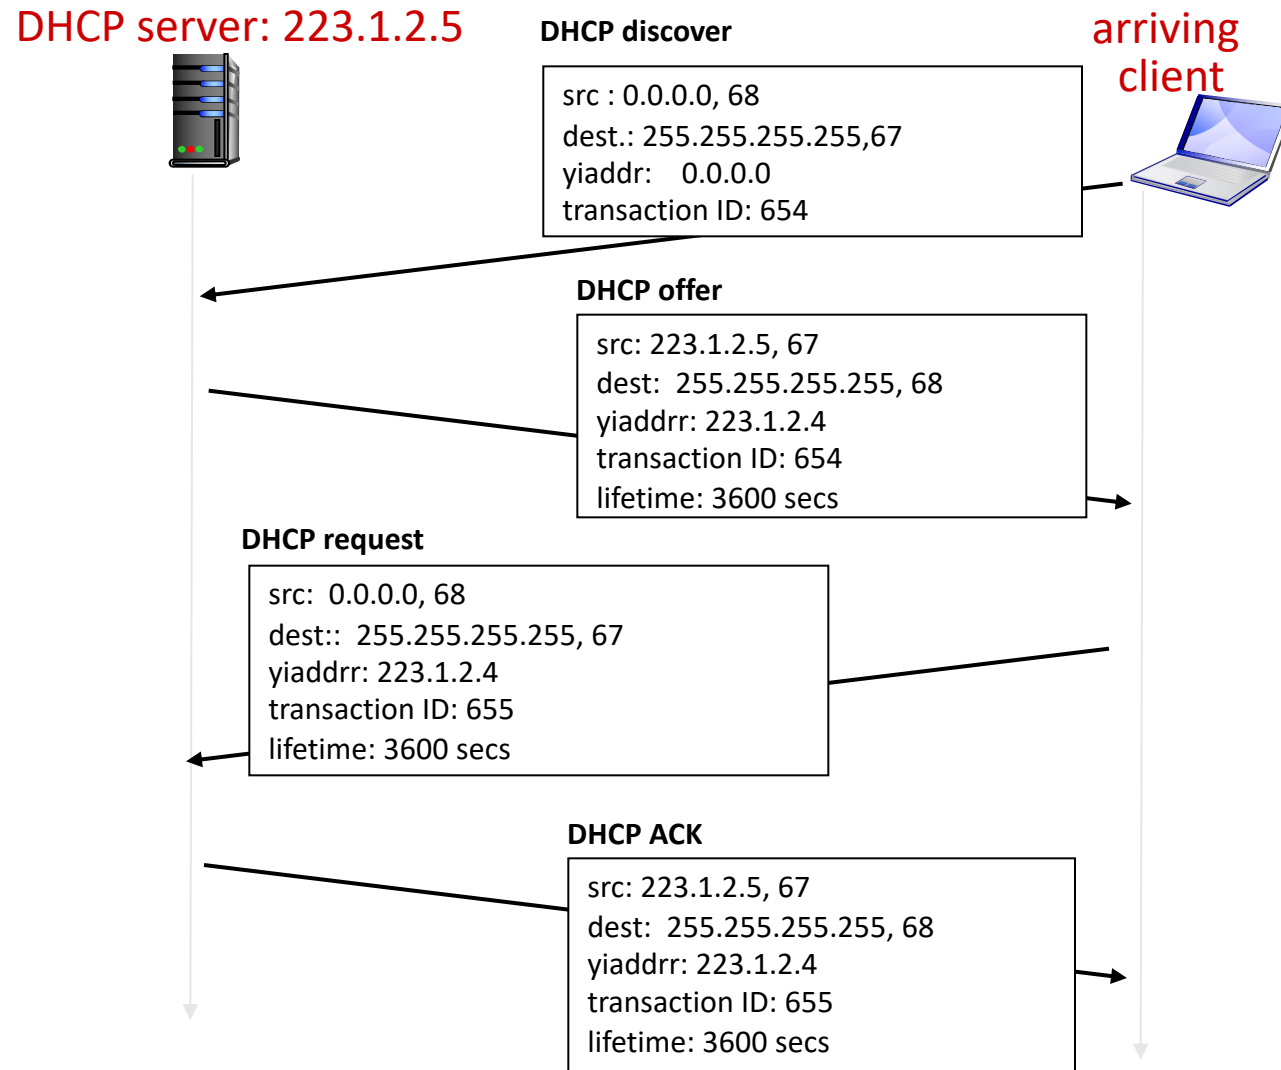 DHCP server: 223.1.2.5
DHCP discover
arriving
client
src : 0.0.0.0, 68
dest.: 255.255.255.255,67
yiaddr: 0.0.0.0
transaction ID: 654
DHCP offer
src: 223.1.2.5, 67
dest: 255.255.255.255, 68
yiaddrr: 223.1.2.4
transaction ID: 654
lifetime: 3600 secs
DHCP request
src: 0.0.0.0, 68
dest:: 255.255.255.255, 67
yiaddrr: 223.1.2.4
transaction ID: 655
lifetime: 3600 secs
DHCP ACK
src: 223.1.2.5, 67
dest: 255.255.255.255, 68
yiaddrr: 223.1.2.4
transaction ID: 655
lifetime: 3600 secs